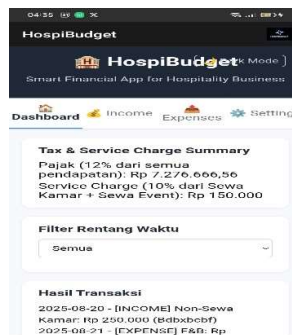 04:35
HospiBudget
HospiBudget
k Mode )
Smart Financial App for Hospitality Business
Dashboard Income Expenses Setting
Tax & Service Charge Summary
Pajak (12% dari semua
pendapatan): Rp 7.276.666,56
Service Charge (10% dari Sewa
Kamar + Sewa Event): Rp 150.000
Filter Rentang Waktu
Semua
Hasil Transaksi
2025-08-20 - [INCOME] Non-Sewa
Kamar: Rp 250.000 (Bdbxbcbf)
2025-08-21 - [EXPENSE] F&B: Rp